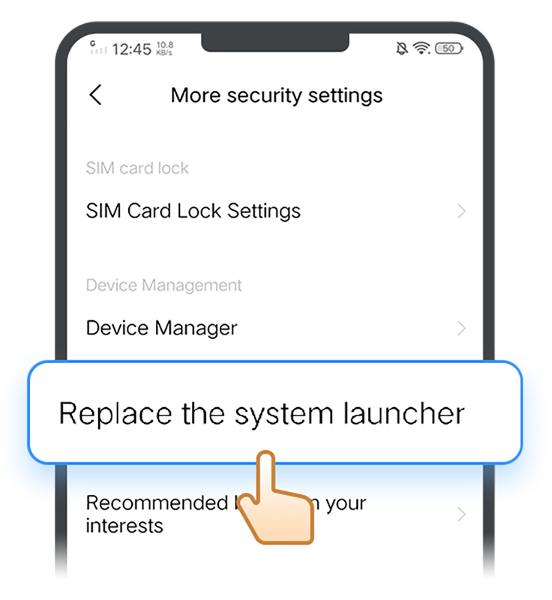 G 12:45 10.8 KB/s 50
More security settings
SIM card lock
SIM Card Lock Settings
Device Management
Device Manager
Replace the system launcher
Recommended your
interests